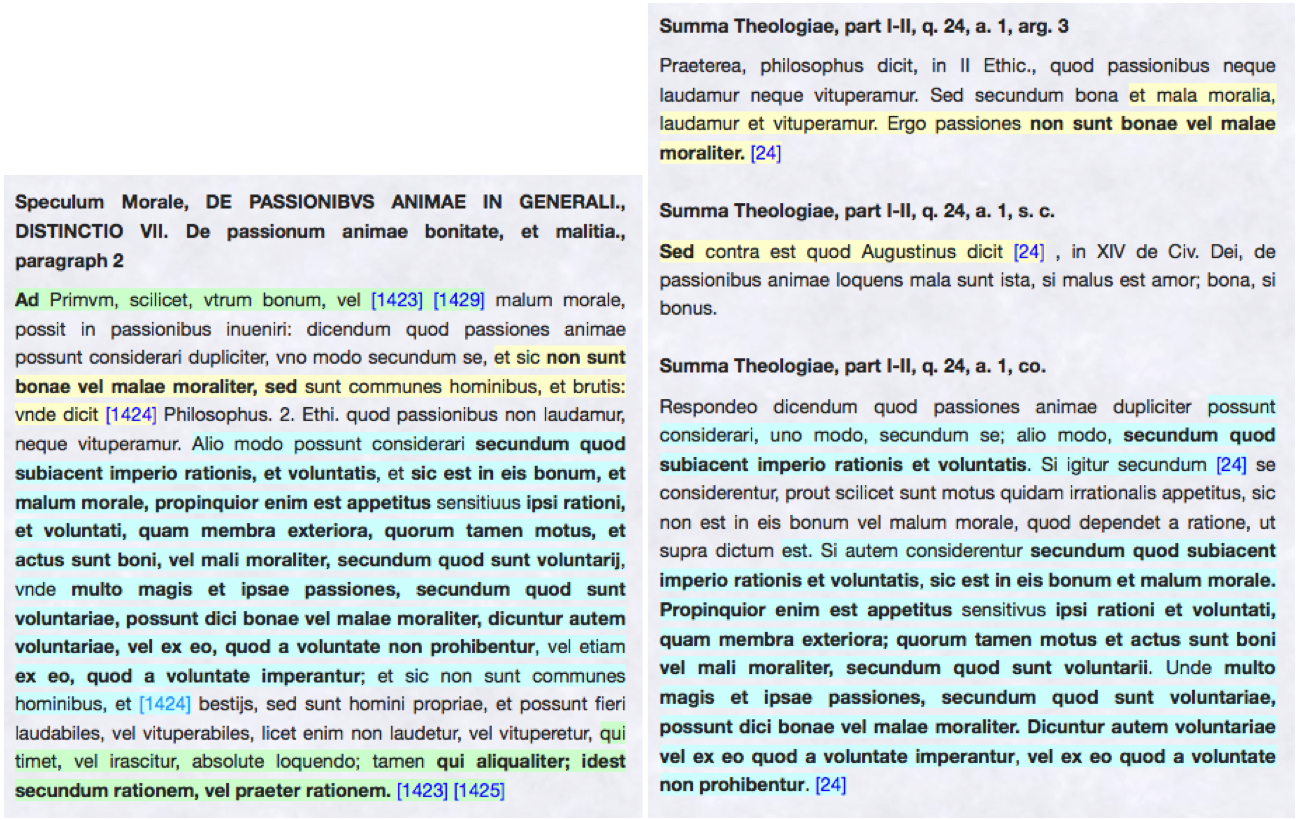 Speculum Morale, DE PASSIONIBVS ANIMAE IN GENERALI.,
DISTINCTIO VII. De passionum animae bonitate, et malitia.,
paragraph 2
Ad Primvm, scilicet, vtrum bonum, vel [1423] [1429] malum morale,
possit in passionibus inueniri: dicendum quod passiones animae
possunt considerari dupliciter, vno modo secundum se, et sic non sunt
bonae vel malae moraliter, sed sunt communes hominibus, et brutis:
vnde dicit [1424] Philosophus. 2. Ethi. quod passionibus non laudamur,
neque vituperamur. Alio modo possunt considerari secundum quod
subiacent imperio rationis, et voluntatis, et sic est in eis bonum, et
malum morale, propinquior enim est appetitus sensitiuus ipsi rationi,
et voluntati, quam membra exteriora, quorum tamen motus, et
actus sunt boni, vel mali moraliter, secundum quod sunt voluntarij,
vnde multo magis et ipsae passiones, secundum quod sunt
voluntariae, possunt dici bonae vel malae moraliter, dicuntur autem
voluntariae, vel ex eo, quod a voluntate non prohibentur, vel etiam
ex eo, quod a voluntate imperantur; et sic non sunt communes
hominibus, et [1424] bestijs, sed sunt homini propriae, et possunt fieri
laudabiles, vel vituperabiles, licet enim non laudetur, vel vituperetur, qui
timet, vel irascitur, absolute loquendo; tamen qui aliqualiter; idest
secundum rationem, vel praeter rationem. [1423] [1425]
Summa Theologiae, part I-II, q. 24, a. 1, arg. 3
Praeterea, philosophus dicit, in II Ethic., quod passionibus neque
laudamur neque vituperamur. Sed secundum bona et mala moralia,
laudamur et vituperamur. Ergo passiones non sunt bonae vel malae
moraliter. [24]
Summa Theologiae, part I-II, q. 24, a. 1, s. c.
Sed contra est quod Augustinus dicit [24] , in XIV de Civ. Dei, de
passionibus animae loquens mala sunt ista, si malus est amor; bona, si
bonus.
Summa Theologiae, part I-II, q. 24, a. 1, co.
Respondeo dicendum quod passiones animae dupliciter possunt
considerari, uno modo, secundum se; alio modo, secundum quod
subiacent imperio rationis et voluntatis. Si igitur secundum [24] se
considerentur, prout scilicet sunt motus quidam irrationalis appetitus, sic
non est in eis bonum vel malum morale, quod dependet a ratione, ut
supra dictum est. Si autem considerentur secundum quod subiacent
imperio rationis et voluntatis, sic est in eis bonum et malum morale.
Propinquior enim est appetitus sensitivus ipsi rationi et voluntati,
quam membra exteriora; quorum tamen motus et actus sunt boni
vel mali moraliter, secundum quod sunt voluntarii. Unde multo
magis et ipsae passiones, secundum quod sunt voluntariae,
possunt dici bonae vel malae moraliter. Dicuntur autem voluntariae
vel ex eo quod a voluntate imperantur, vel ex eo quod a voluntate
non prohibentur. [24]